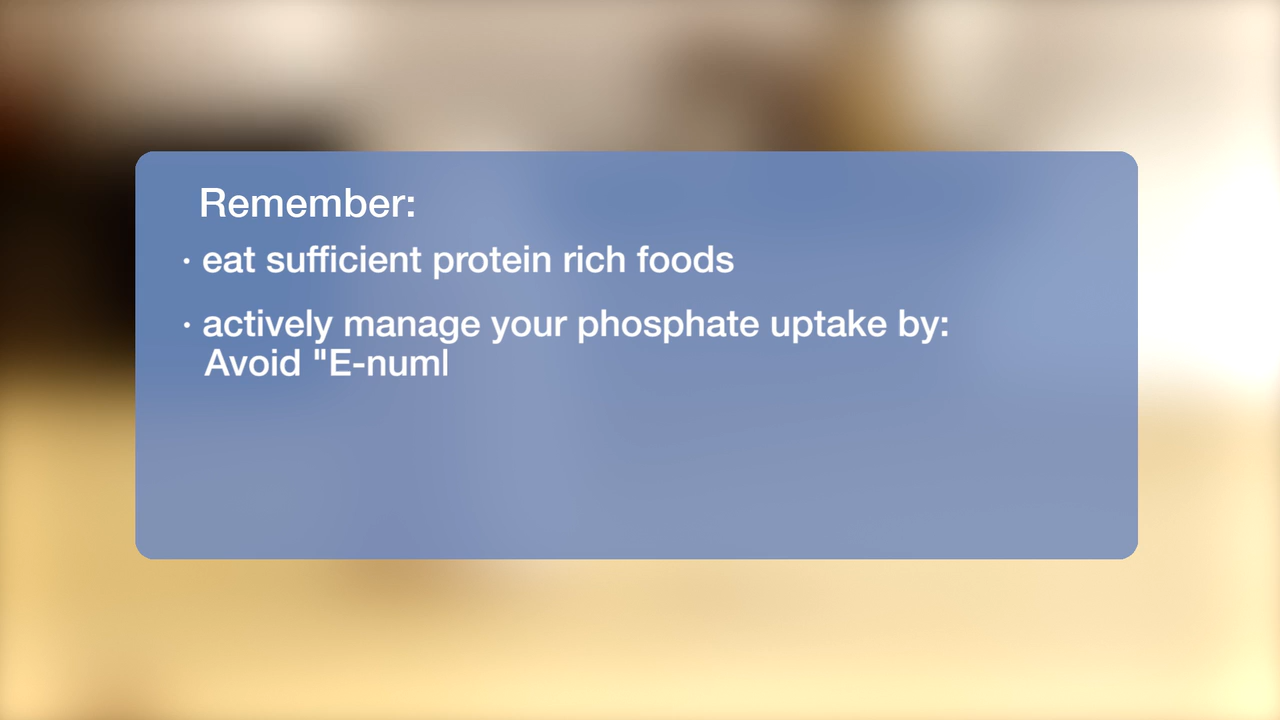 Remember:
· eat sufficient protein rich foods
· actively manage your phosphate uptake by:
Avoid "E-num